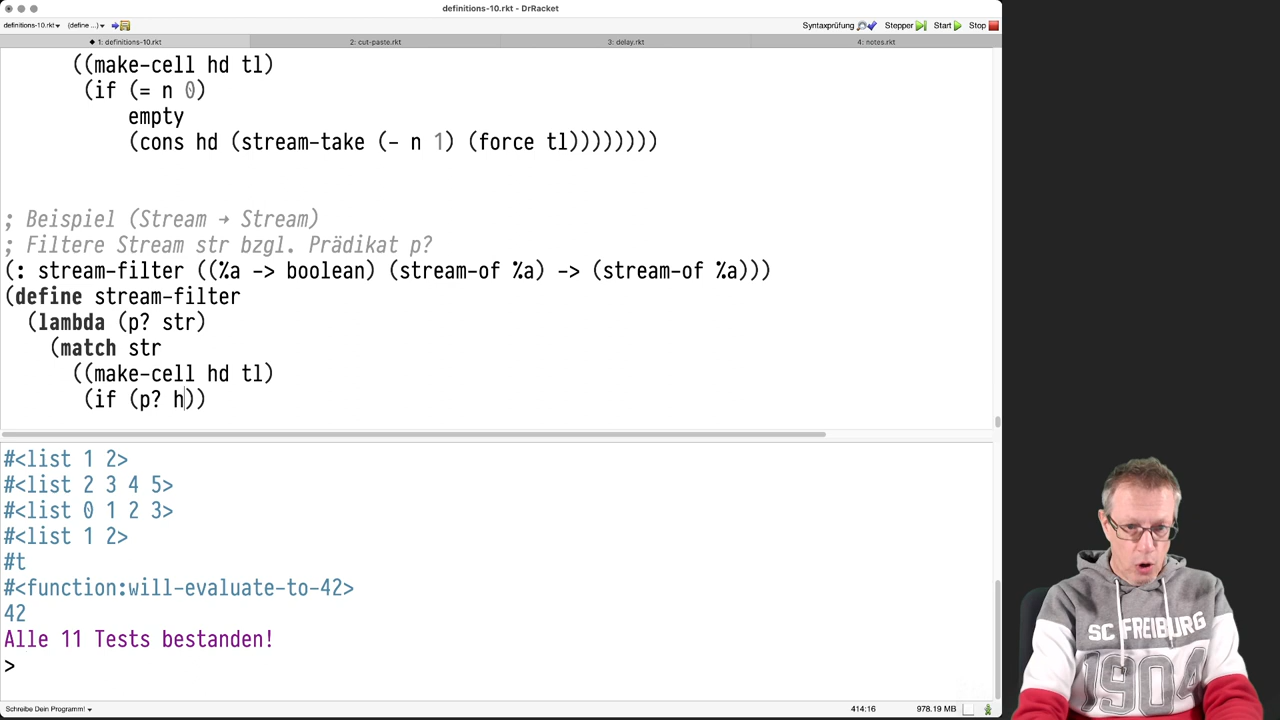 definitions-10.rkt - DrRacket
definitions-10.rkt (define ...) Syntaxprüfung Stepper Start Stop
1: definitions-10.rkt 2: cut-paste.rkt 3: delay.rkt 4: notes.rkt
((make-cell hd tl)
(if (= n 0)
empty
(cons hd (stream-take (- n 1) (force tl))))))))
; Beispiel (Stream → Stream)
; Filtere Stream str bzgl. Prädikat p?
(: stream-filter ((%a -> boolean) (stream-of %a) -> (stream-of %a)))
(define stream-filter
(lambda (p? str)
(match str
((make-cell hd tl)
(if (p? h))
#<list 1 2>
#<list 2 3 4 5>
#<list 0 1 2 3>
#<list 1 2>
#t
#<function:will-evaluate-to-42>
42
Alle 11 Tests bestanden!
>
Schreibe Dein Programm! 414:16 978.19 MB
SC FREIBURG
1904